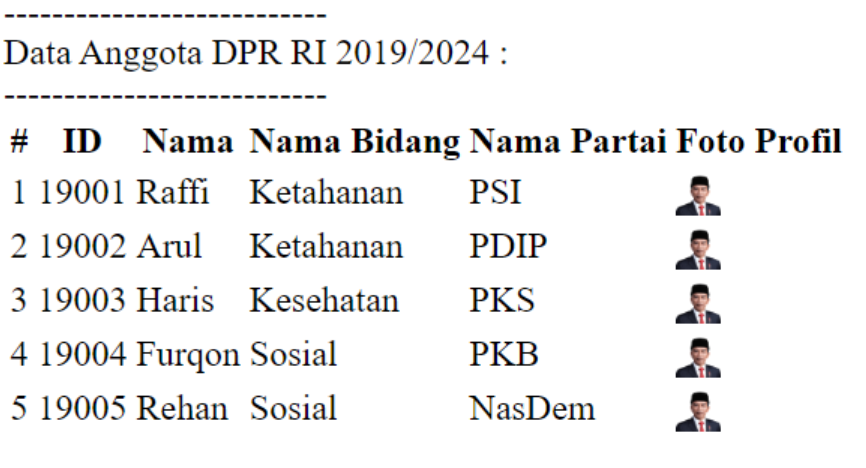 ---------------------------
Data Anggota DPR RI 2019/2024 :
---------------------------
# ID Nama Nama Bidang Nama Partai Foto Profil
1 19001 Raffi Ketahanan PSI
2 19002 Arul Ketahanan PDIP
3 19003 Haris Kesehatan PKS
4 19004 Furqon Sosial PKB
5 19005 Rehan Sosial NasDem